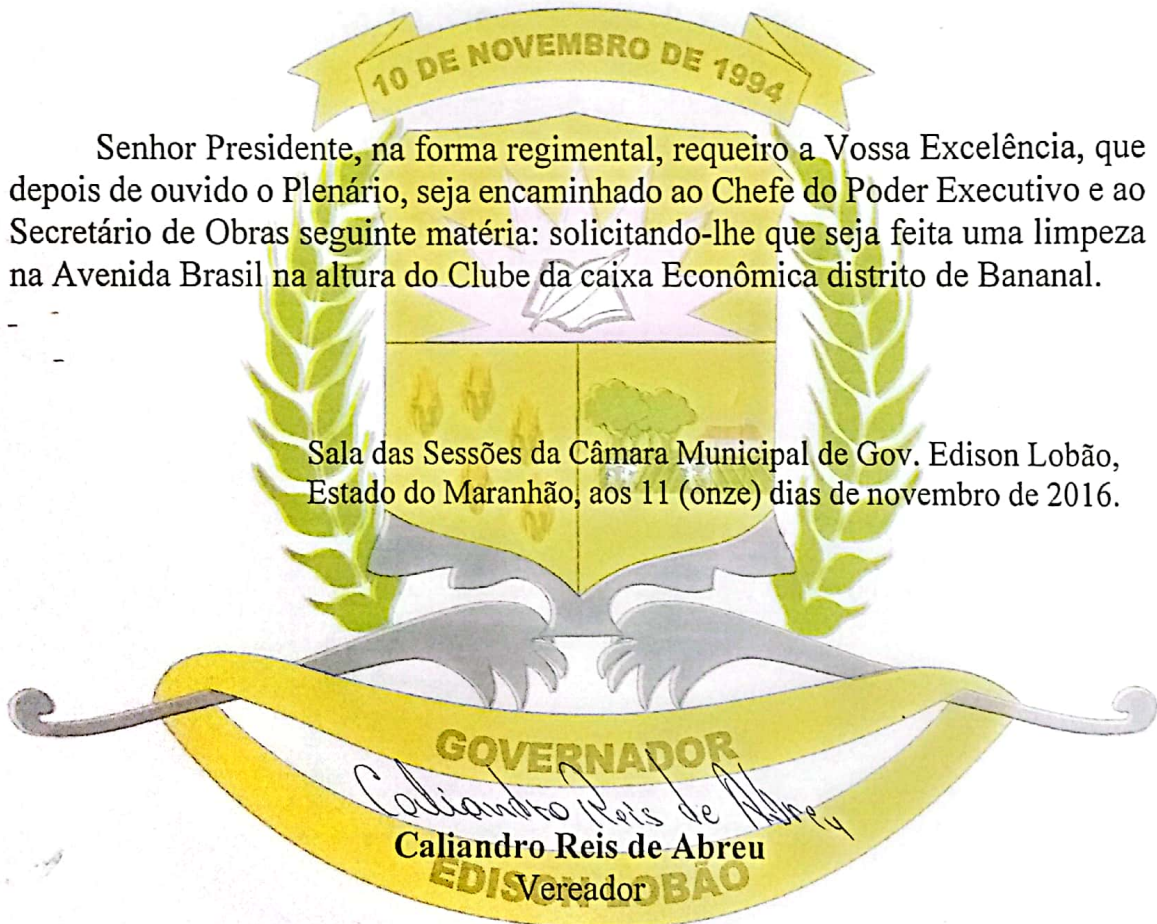 10 DE NOVEMBRO DE 1994
Senhor Presidente, na forma regimental, requeiro a Vossa Excelência, que
depois de ouvido o Plenário, seja encaminhado ao Chefe do Poder Executivo e ao
Secretário de Obras seguinte matéria: solicitando-lhe que seja feita uma limpeza
na Avenida Brasil na altura do Clube da caixa Econômica distrito de Bananal.
Sala das Sessões da Câmara Municipal de Gov. Edison Lobão,
Estado do Maranhão, aos 11 (onze) dias de novembro de 2016.
GOVERNADOR
Caliandro Reis de Abreu
Caliandro Reis de Abreu
EDISON LOBÃO
Vereador